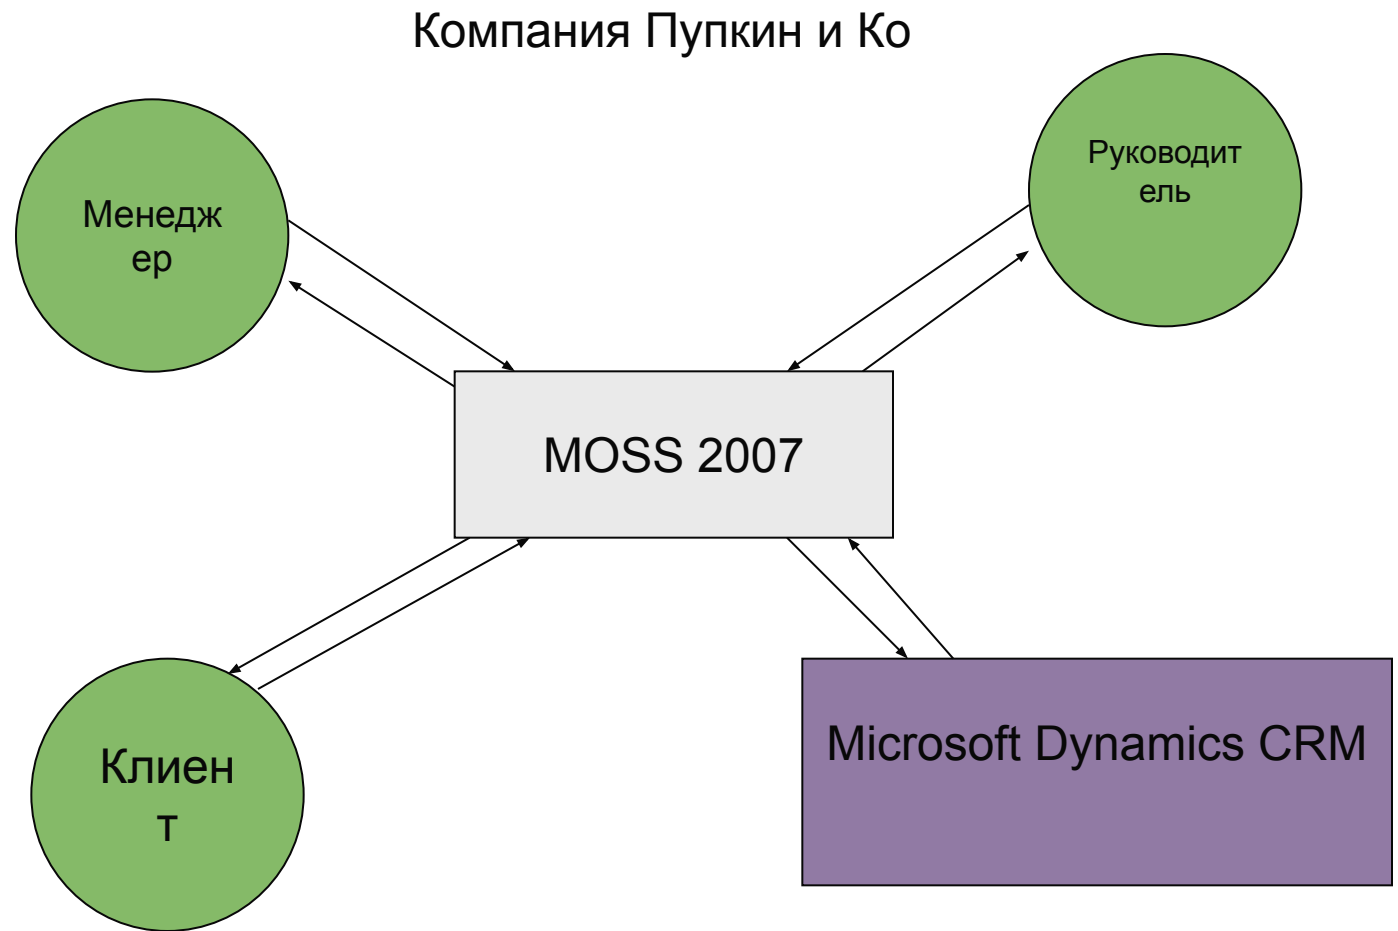 Компания Пупкин и Ко
Руководит
ель
Менедж
ер
MOSS 2007
Microsoft Dynamics CRM
Клиен
т